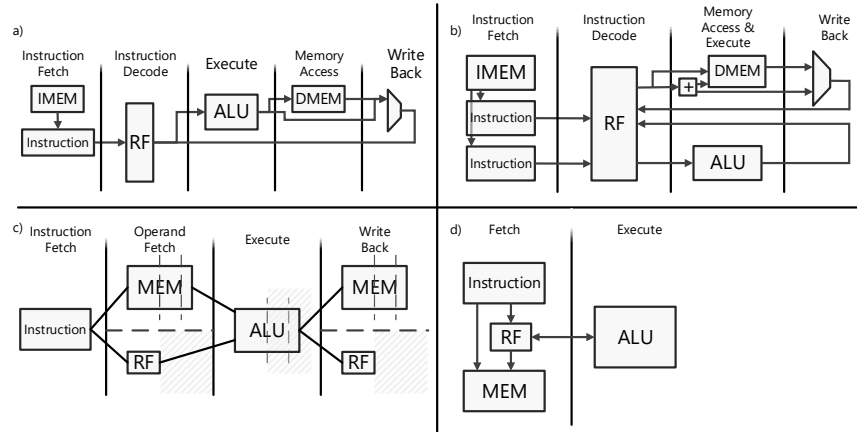 a)
Instruction
Fetch
Instruction
Decode
Execute
Memory
Access
Write
Back
IMEM
Instruction
RF
ALU
DMEM
b)
Instruction
Fetch
Instruction
Decode
Memory
Access &
Execute
Write
Back
IMEM
Instruction
Instruction
RF
+
DMEM
ALU
c)
Instruction
Fetch
Operand
Fetch
Execute
Write
Back
Instruction
MEM
RF
ALU
MEM
RF
d)
Fetch
Execute
Instruction
RF
MEM
ALU